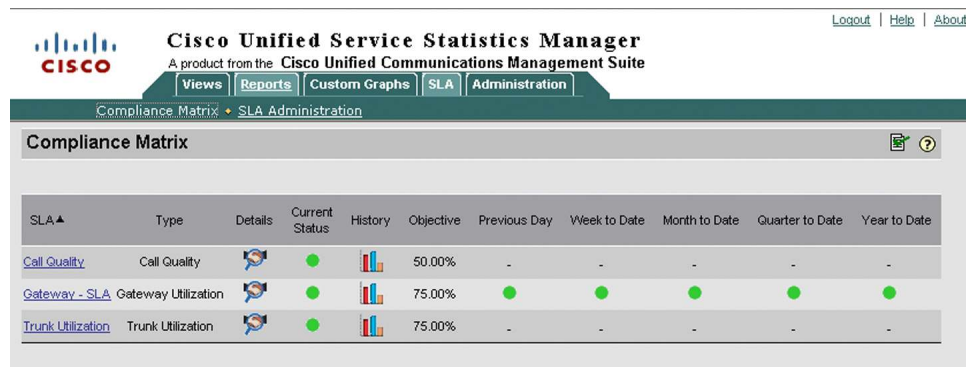 Logout | Help | About
CISCO
Cisco Unified Service Statistics Manager
A product from the Cisco Unified Communications Management Suite
Views Reports Custom Graphs SLA Administration
Compliance Matrix SLA Administration
Compliance Matrix ?
SLA Type Details Current Status History Objective Previous Day Week to Date Month to Date Quarter to Date Year to Date
Call Quality Call Quality 50.00% - - - - -
Gateway - SLA Gateway Utilization 75.00%
Trunk Utilization Trunk Utilization 75.00% - - - - -